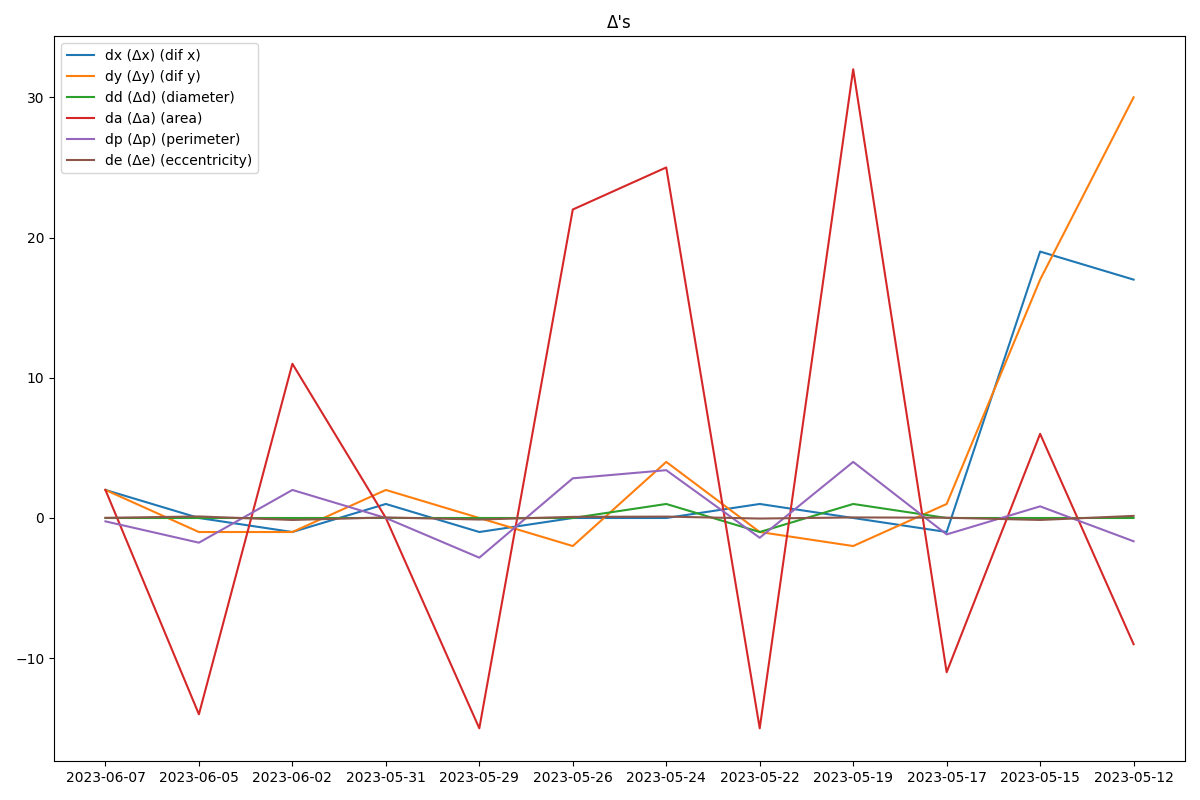 Δ's
dx (Δx) (dif x)
dy (Δy) (dif y)
dd (Δd) (diameter)
da (Δa) (area)
dp (Δp) (perimeter)
de (Δe) (eccentricity)
30
20
10
0
−10
2023-06-07 2023-06-05 2023-06-02 2023-05-31 2023-05-29 2023-05-26 2023-05-24 2023-05-22 2023-05-19 2023-05-17 2023-05-15 2023-05-12